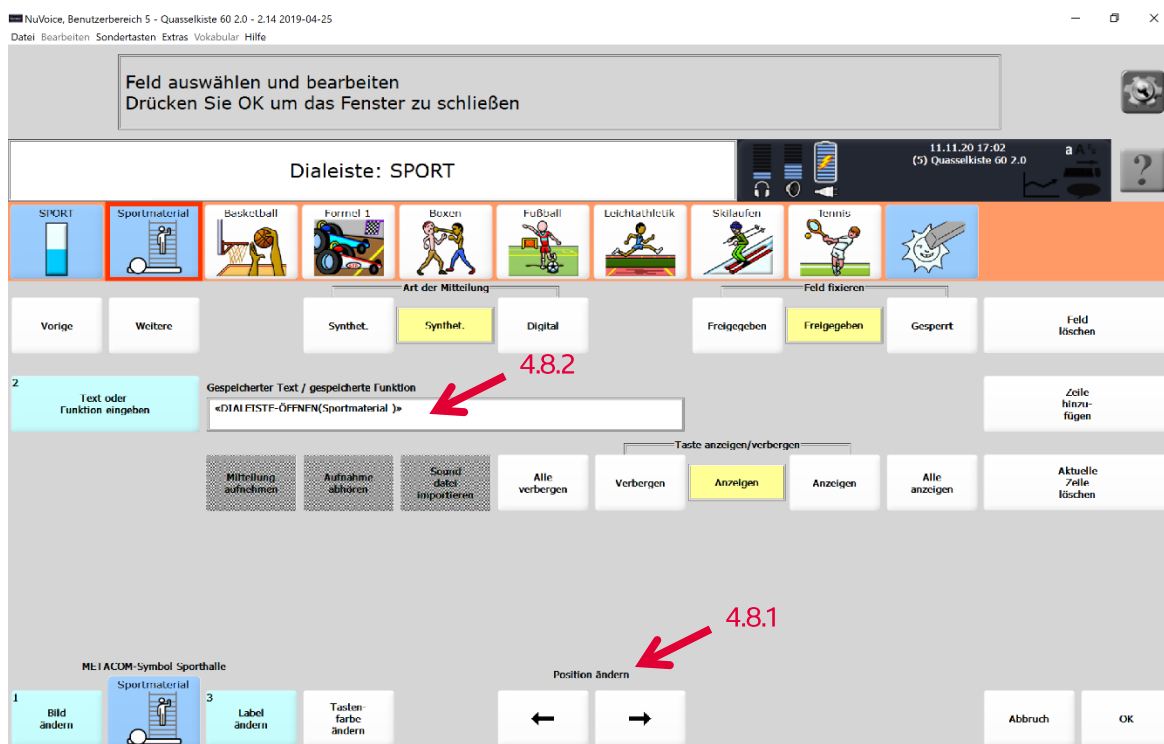 NuVoice, Benutzerbereich 5 - Quasselkiste 60 2.0 - 2.14 2019-04-25
Datei Bearbeiten Sondertasten Extras Vokabular Hilfe
Feld auswählen und bearbeiten
Drücken Sie OK um das Fenster zu schließen
Dialeiste: SPORT
11.11.20 17:02
(5) Quasselkiste 60 2.0
a
?
SPORT Sportmaterial Basketball Formel 1 Boxen Fußball Leichtathletik Skilaufen Tennis
Art der Mitteilung Feld fixieren
Vorige Weitere Synthet. Synthet. Digital Freigegeben Freigegeben Gesperrt
Feld
löschen
4.8.2
2
Text oder
Funktion eingeben
Gespeicherter Text / gespeicherte Funktion
«DIALEISTE-ÖFFNEN(Sportmaterial )»
Zeile
hinzu-
fügen
Taste anzeigen/verbergen
Mitteilung
aufnehmen
Aufnahme
abhören
Sound
datei
importieren
Alle
verbergen
Verbergen
Anzeigen
Anzeigen
Alle
anzeigen
Aktuelle
Zeile
löschen
4.8.1
METACOM-Symbol Sporthalle
Position ändern
1
Bild
ändern
Sportmaterial
3
Label
ändern
Tasten-
farbe
ändern
←
→
Abbruch
OK